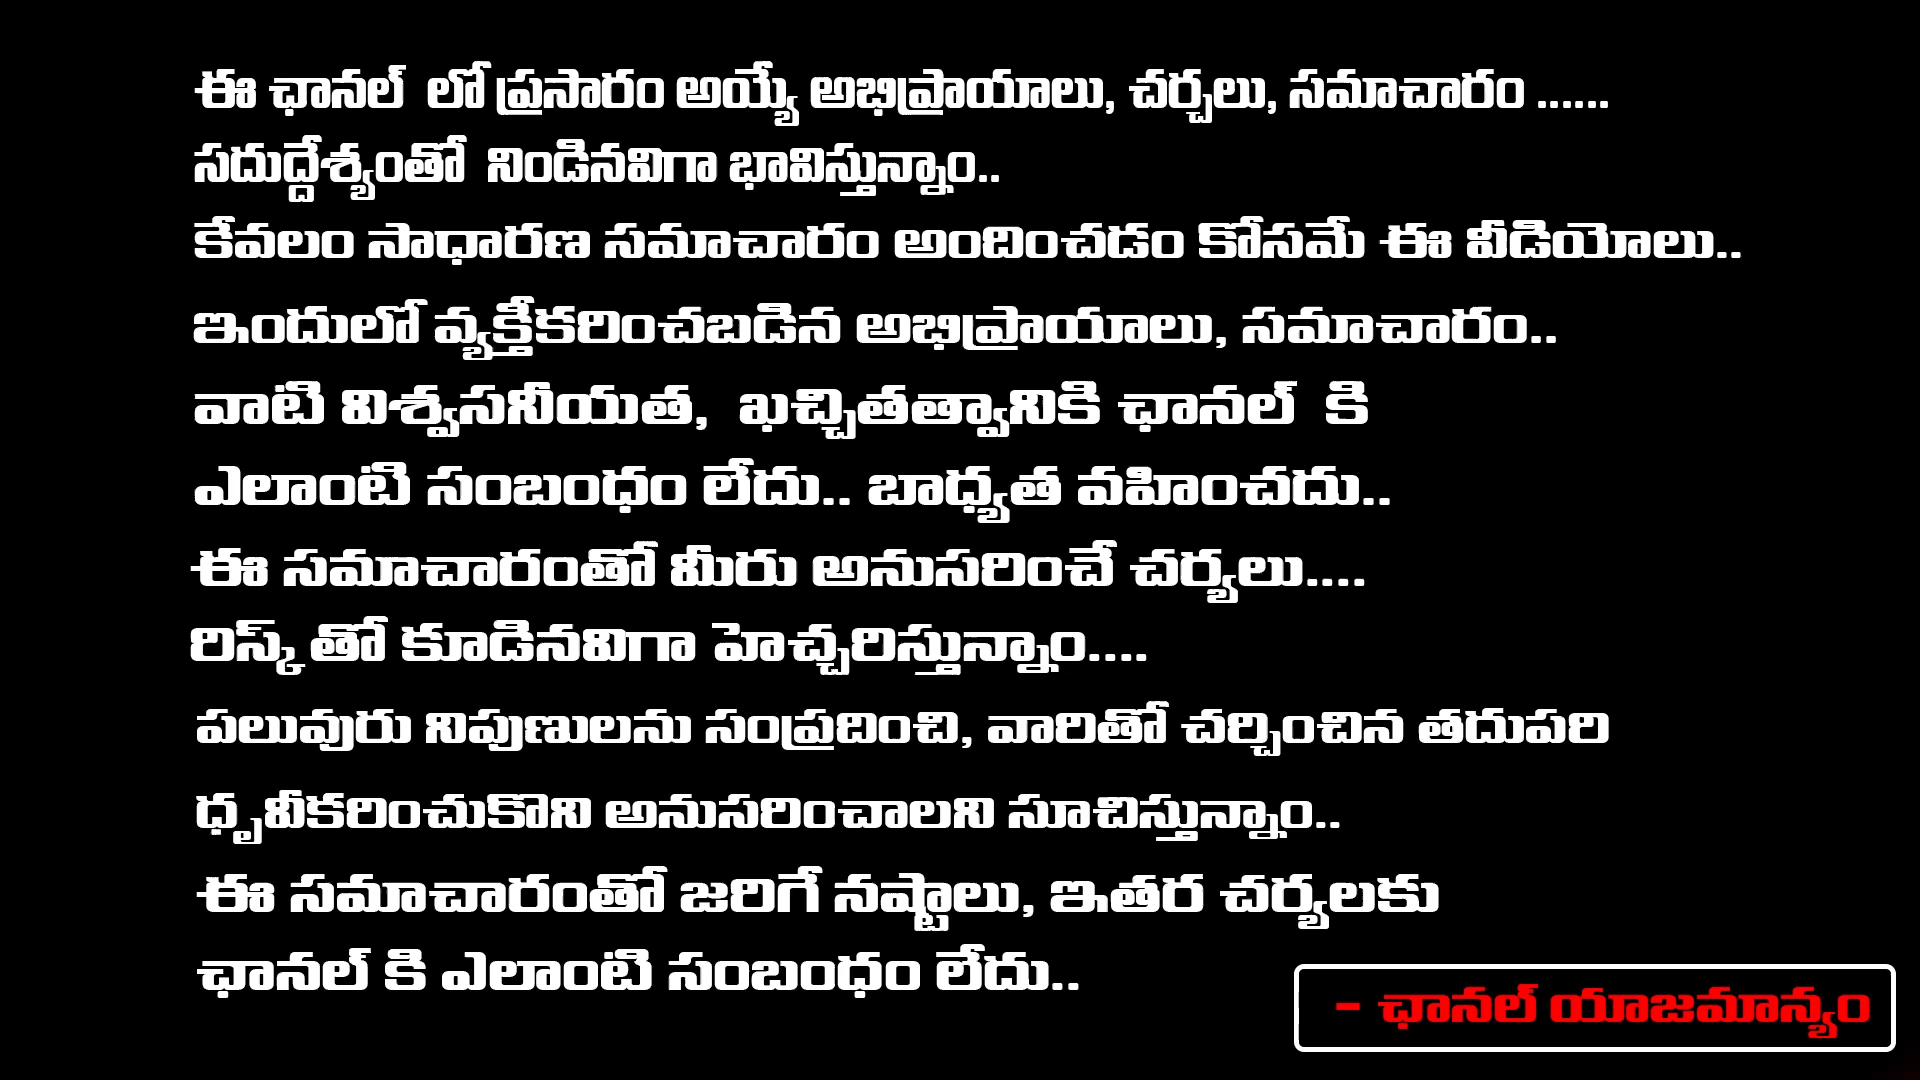 ఈ ఛానల్ లో ప్రసారం అయ్యే అభిప్రాయాలు, చర్చలు, సమాచారం ......
సదుద్దేశ్యంతో నిండినవిగా భావిస్తున్నాం..
కేవలం సాధారణ సమాచారం అందించడం కోసమే ఈ వీడియోలు..
ఇందులో వ్యక్తీకరించబడిన అభిప్రాయాలు, సమాచారం..
వాటి విశ్వసనీయత, ఖచ్చితత్వానికి ఛానల్ కి
ఎలాంటి సంబంధం లేదు.. బాధ్యత వహించదు..
ఈ సమాచారంతో మీరు అనుసరించే చర్యలు....
రిస్క్ తో కూడినవిగా హెచ్చరిస్తున్నాం....
పలువురు నిపుణులను సంప్రదించి, వారితో చర్చించిన తదుపరి
ధృవీకరించుకొని అనుసరించాలని సూచిస్తున్నాం..
ఈ సమాచారంతో జరిగే నష్టాలు, ఇతర చర్యలకు
ఛానల్ కి ఎలాంటి సంబంధం లేదు..
- ఛానల్ యాజమాన్యం